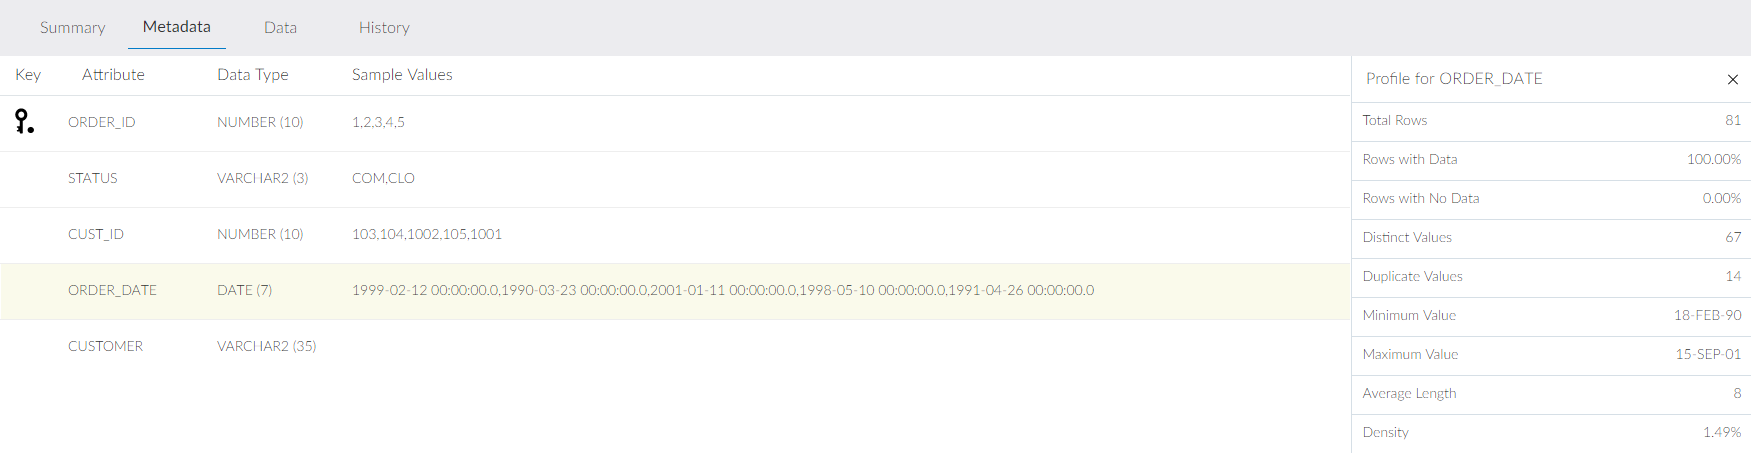 Summary Metadata Data History
Key Attribute Data Type Sample Values
ORDER_ID NUMBER (10) 1,2,3,4,5
STATUS VARCHAR2 (3) COM,CLO
CUST_ID NUMBER (10) 103,104,1002,105,1001
ORDER_DATE DATE (7) 1999-02-12 00:00:00.0,1990-03-23 00:00:00.0,2001-01-11 00:00:00.0,1998-05-10 00:00:00.0,1991-04-26 00:00:00.0
CUSTOMER VARCHAR2 (35)
Profile for ORDER_DATE
Total Rows 81
Rows with Data 100.00%
Rows with No Data 0.00%
Distinct Values 67
Duplicate Values 14
Minimum Value 18-FEB-90
Maximum Value 15-SEP-01
Average Length 8
Density 1.49%